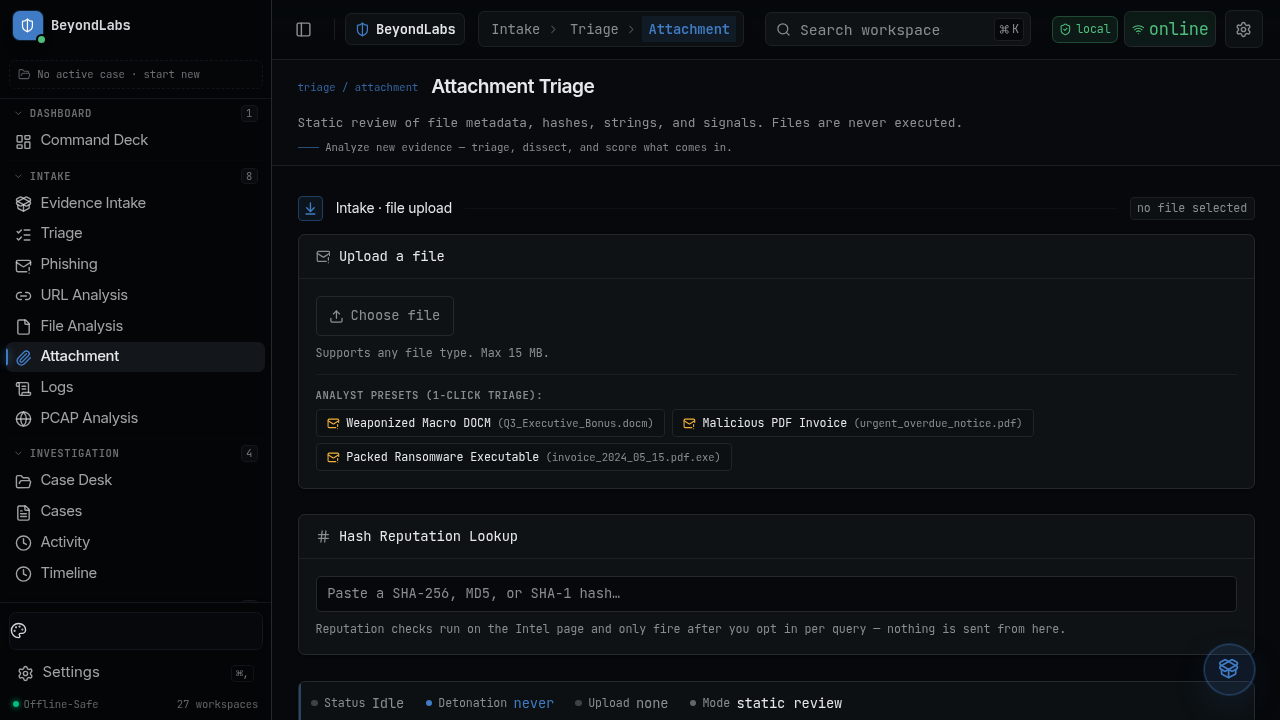 BeyondLabs
No active case · start new
DASHBOARD 1
Command Deck
INTAKE 8
Evidence Intake
Triage
Phishing
URL Analysis
File Analysis
Attachment
Logs
PCAP Analysis
INVESTIGATION 4
Case Desk
Cases
Activity
Timeline
Settings ⌘,
Offline-Safe 27 workspaces
BeyondLabs Intake › Triage › Attachment Search workspace ⌘K local online
triage / attachment Attachment Triage
Static review of file metadata, hashes, strings, and signals. Files are never executed.
Analyze new evidence — triage, dissect, and score what comes in.
Intake · file upload no file selected
Upload a file
Choose file
Supports any file type. Max 15 MB.
ANALYST PRESETS (1-CLICK TRIAGE):
Weaponized Macro DOCM (Q3_Executive_Bonus.docm) Malicious PDF Invoice (urgent_overdue_notice.pdf)
Packed Ransomware Executable (invoice_2024_05_15.pdf.exe)
Hash Reputation Lookup
Paste a SHA-256, MD5, or SHA-1 hash…
Reputation checks run on the Intel page and only fire after you opt in per query — nothing is sent from here.
Status Idle Detonation never Upload none Mode static review